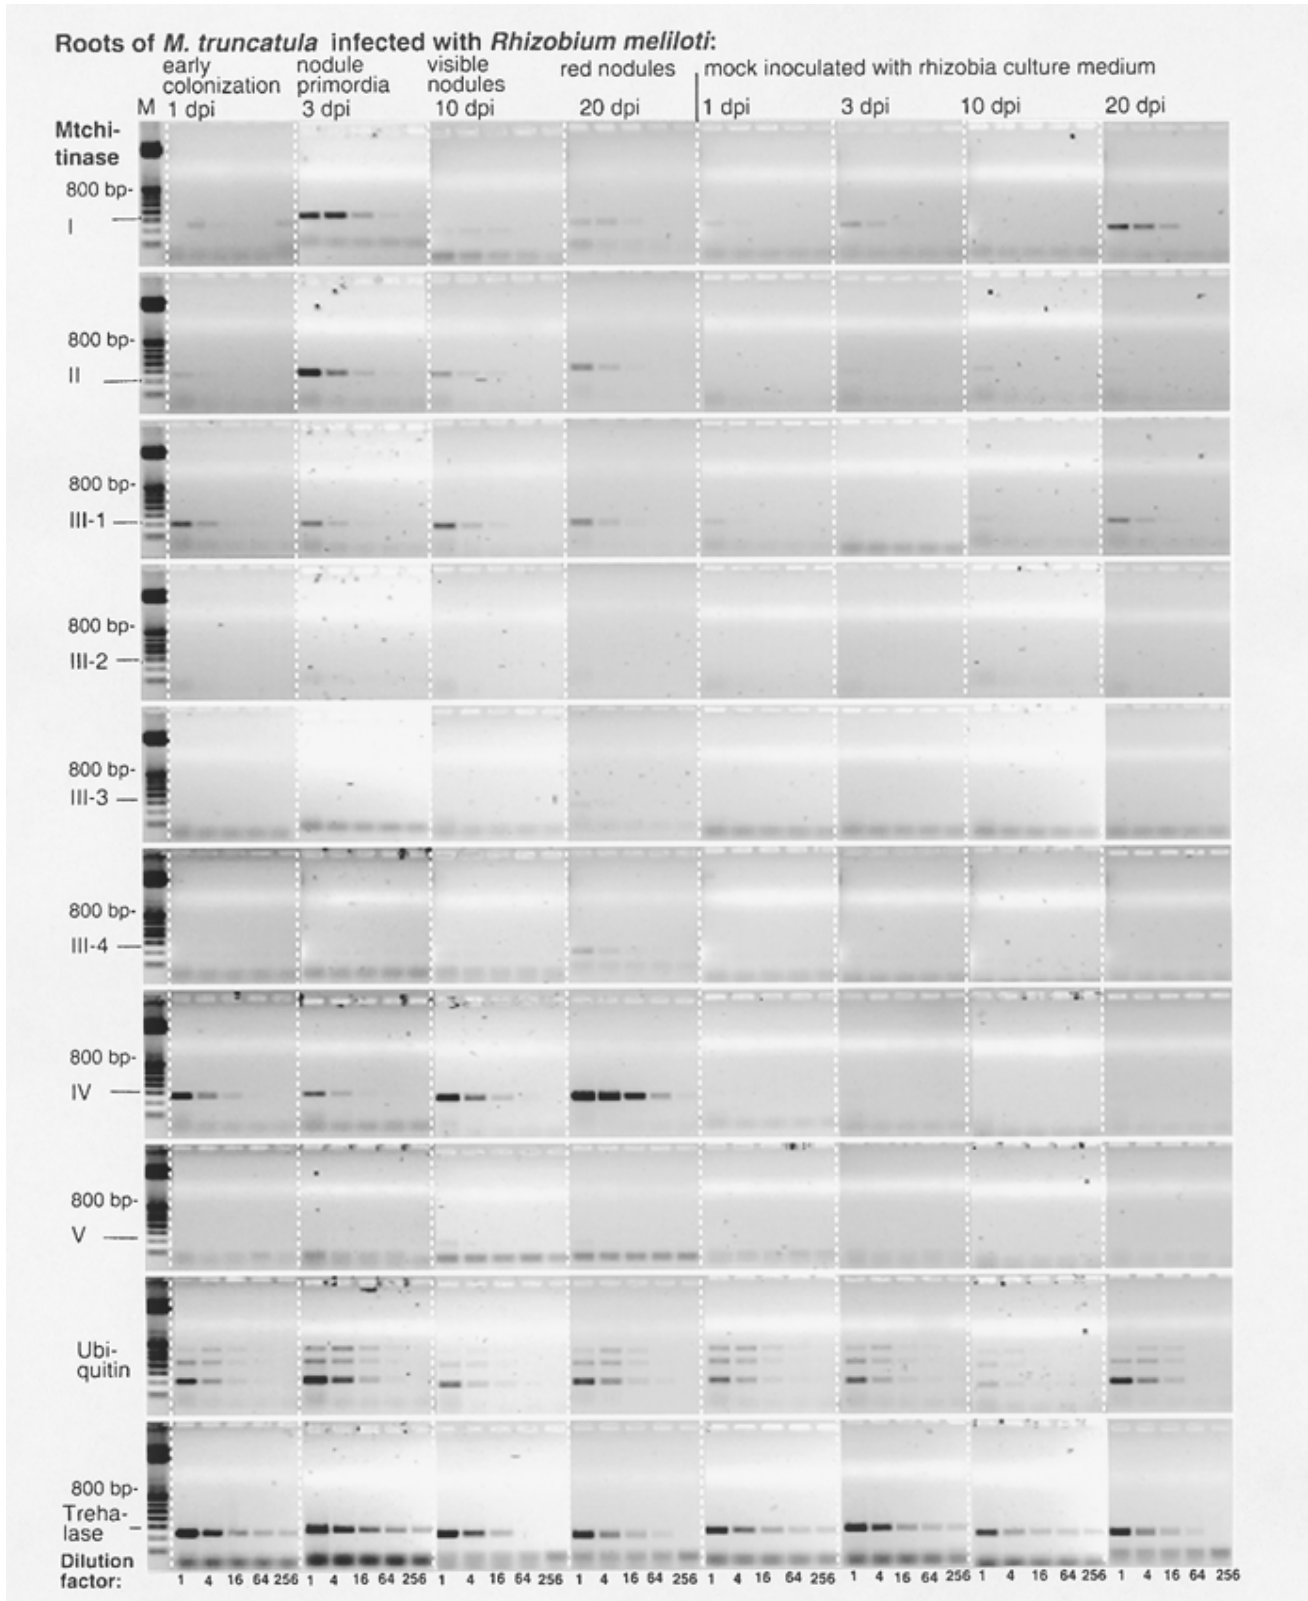 Roots of M. truncatula infected with Rhizobium meliloti:
early colonization nodule primordia visible nodules red nodules mock inoculated with rhizobia culture medium
M 1 dpi 3 dpi 10 dpi 20 dpi 1 dpi 3 dpi 10 dpi 20 dpi
Mtchi-
tinase
800 bp-
I
800 bp-
II
800 bp-
III-1
800 bp-
III-2
800 bp-
III-3
800 bp-
III-4
800 bp-
IV
800 bp-
V
Ubi-
quitin
800 bp-
Treha-
lase
Dilution
factor: 1 4 16 64 256 1 4 16 64 256 1 4 16 64 256 1 4 16 64 256 1 4 16 64 256 1 4 16 64 256 1 4 16 64 256 1 4 16 64 256